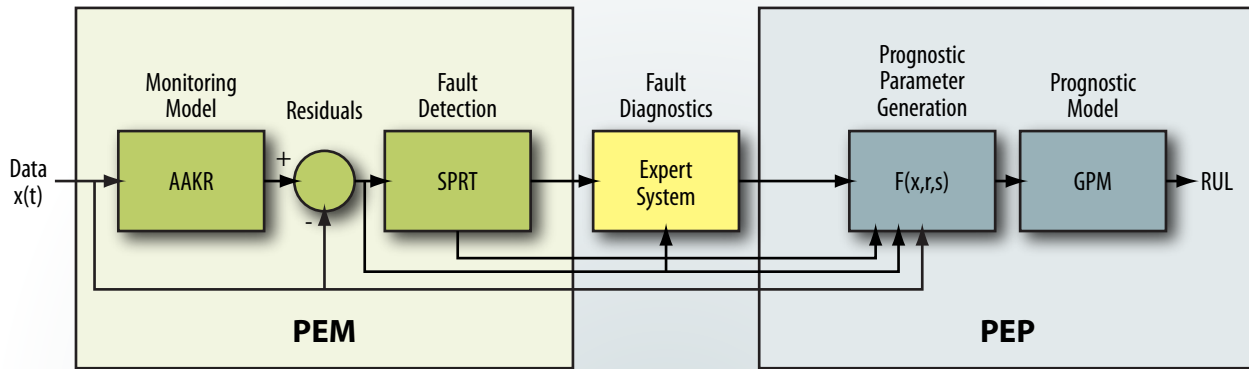 Data
x(t)
Monitoring
Model
AAKR
Residuals
+
-
Fault
Detection
SPRT
PEM
Fault
Diagnostics
Expert
System
Prognostic
Parameter
Generation
F(x,r,s)
Prognostic
Model
GPM
RUL
PEP